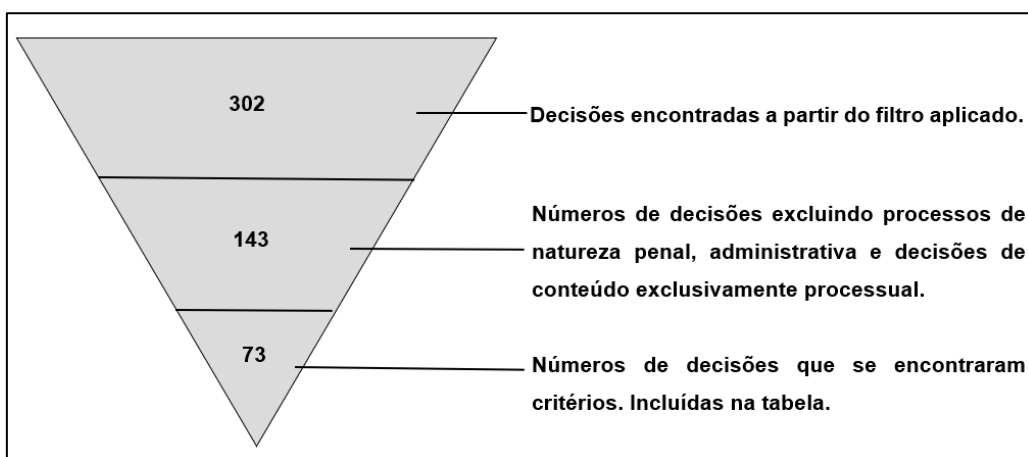 302
Decisões encontradas a partir do filtro aplicado.
143
Números de decisões excluindo processos de
natureza penal, administrativa e decisões de
conteúdo exclusivamente processual.
73
Números de decisões que se encontraram
critérios. Incluídas na tabela.